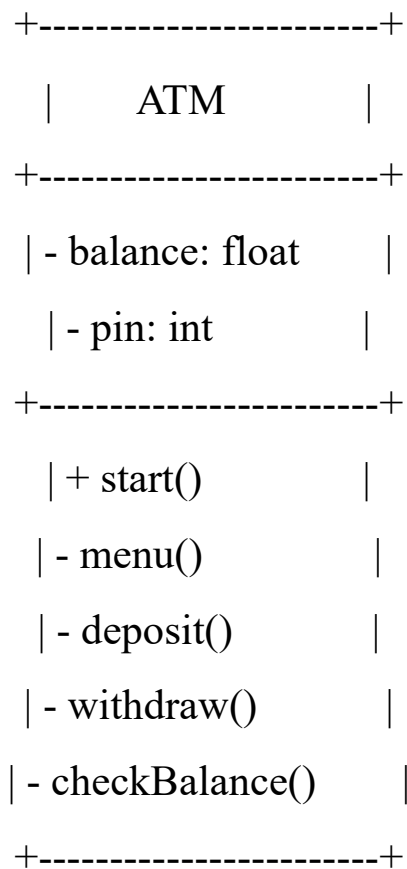 +------------------------+
| ATM |
+------------------------+
| - balance: float |
| - pin: int |
+------------------------+
| + start() |
| - menu() |
| - deposit() |
| - withdraw() |
| - checkBalance() |
+------------------------+